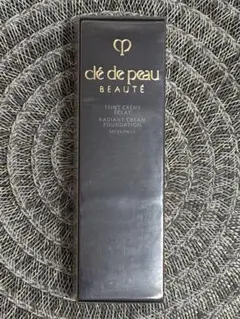 clé de peau
BEAUTÉ
TEINT CRÈME
ÉCLAT
RADIANT CREAM
FOUNDATION